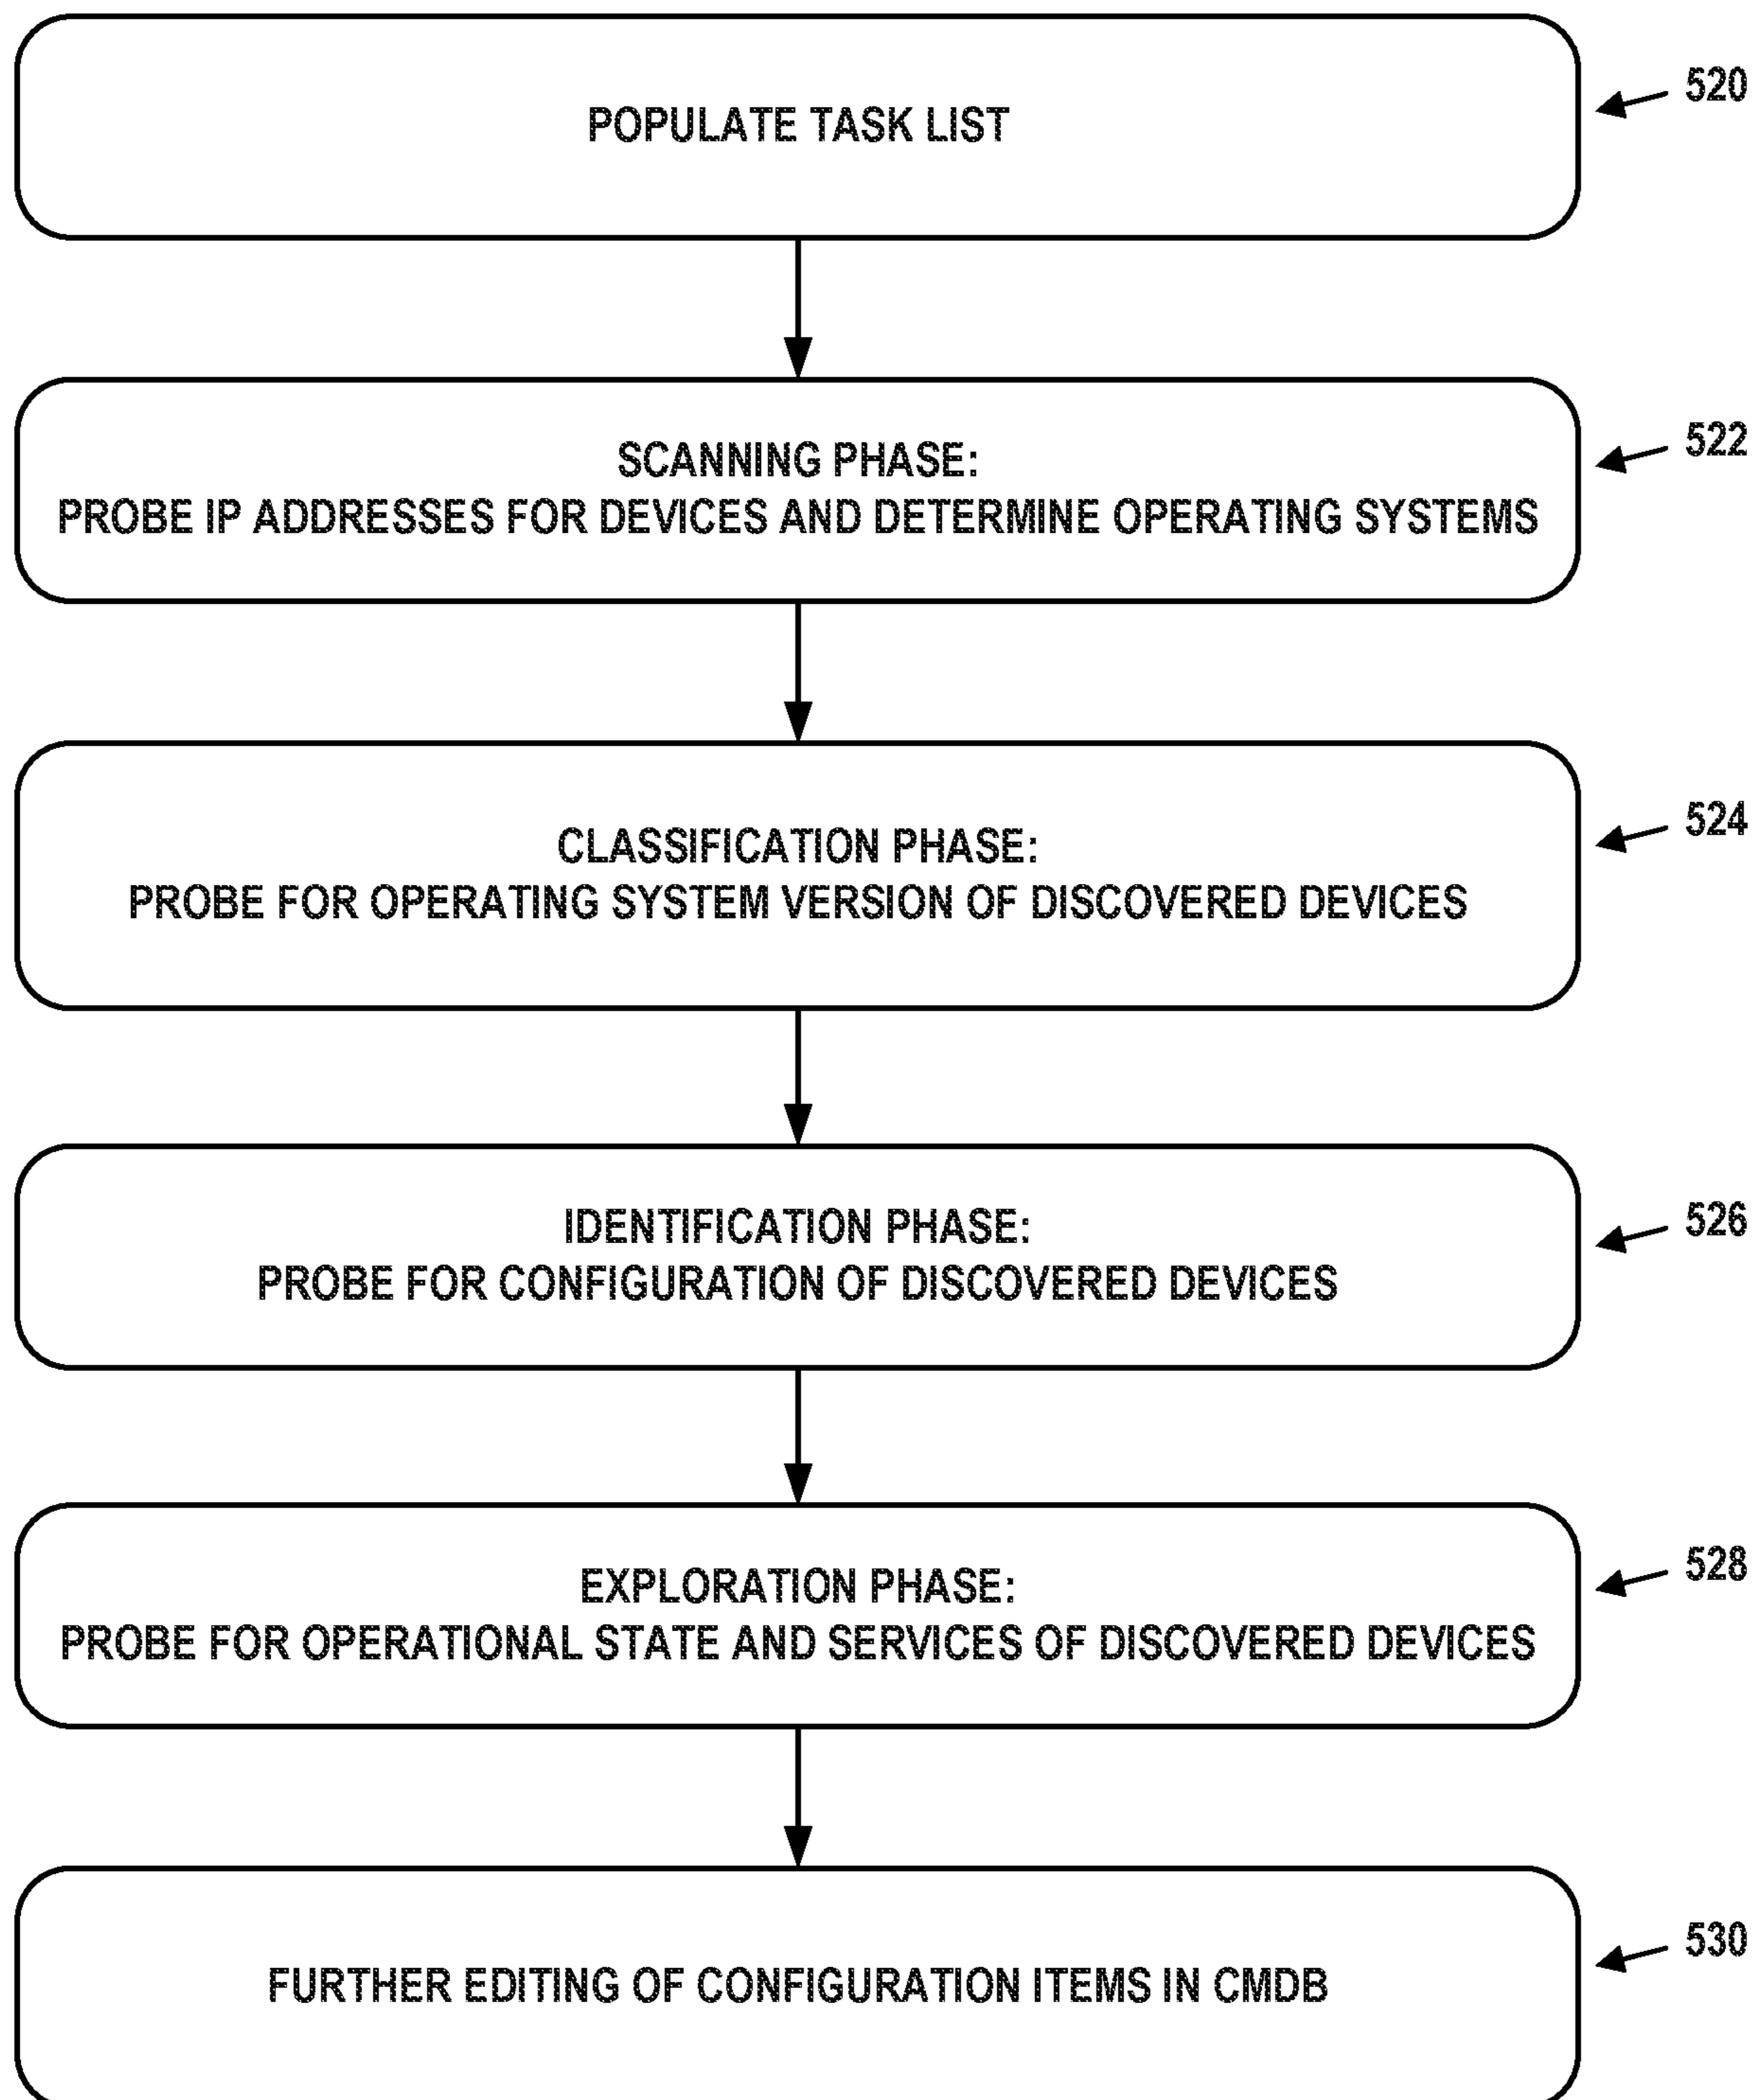 POPULATE TASK LIST
520
SCANNING PHASE:
PROBE IP ADDRESSES FOR DEVICES AND DETERMINE OPERATING SYSTEMS
522
CLASSIFICATION PHASE:
PROBE FOR OPERATING SYSTEM VERSION OF DISCOVERED DEVICES
524
IDENTIFICATION PHASE:
PROBE FOR CONFIGURATION OF DISCOVERED DEVICES
526
EXPLORATION PHASE:
PROBE FOR OPERATIONAL STATE AND SERVICES OF DISCOVERED DEVICES
528
FURTHER EDITING OF CONFIGURATION ITEMS IN CMDB
530